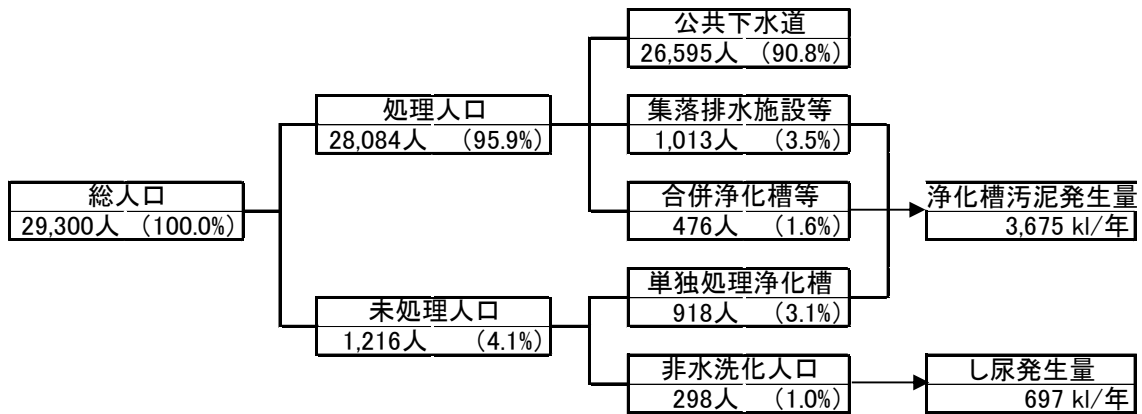 総人口
29,300人 (100.0%)
処理人口
28,084人 (95.9%)
未処理人口
1,216人 (4.1%)
公共下水道
26,595人 (90.8%)
集落排水施設等
1,013人 (3.5%)
合併浄化槽等
476人 (1.6%)
単独処理浄化槽
918人 (3.1%)
非水洗化人口
298人 (1.0%)
浄化槽汚泥発生量
3,675 kl/年
し尿発生量
697 kl/年